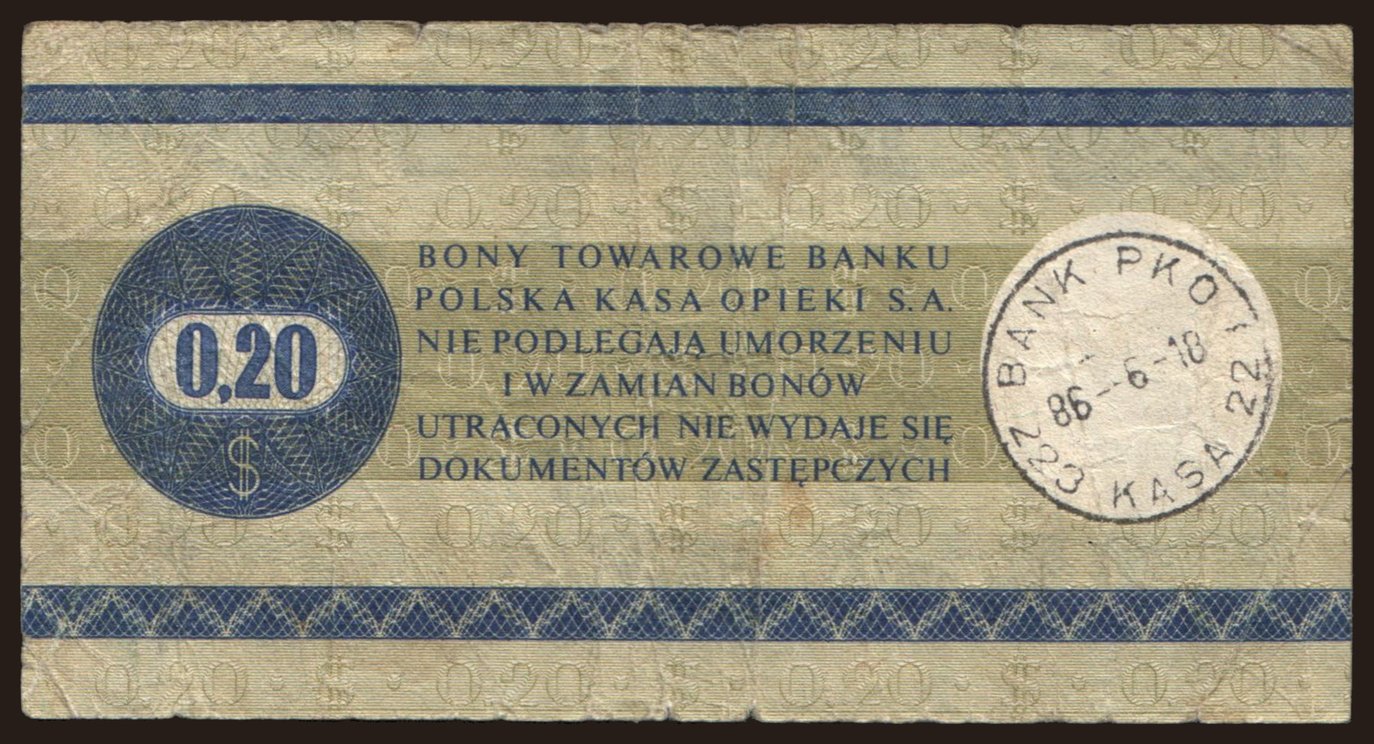 0,20
$
BONY TOWAROWE BANKU
POLSKA KASA OPIEKI S.A.
NIE PODLEGAJĄ UMORZENIU
I W ZAMIAN BONÓW
UTRACONYCH NIE WYDAJE SIĘ
DOKUMENTÓW ZASTĘPCZYCH
BANK PKO
86-6-18
KASA 22